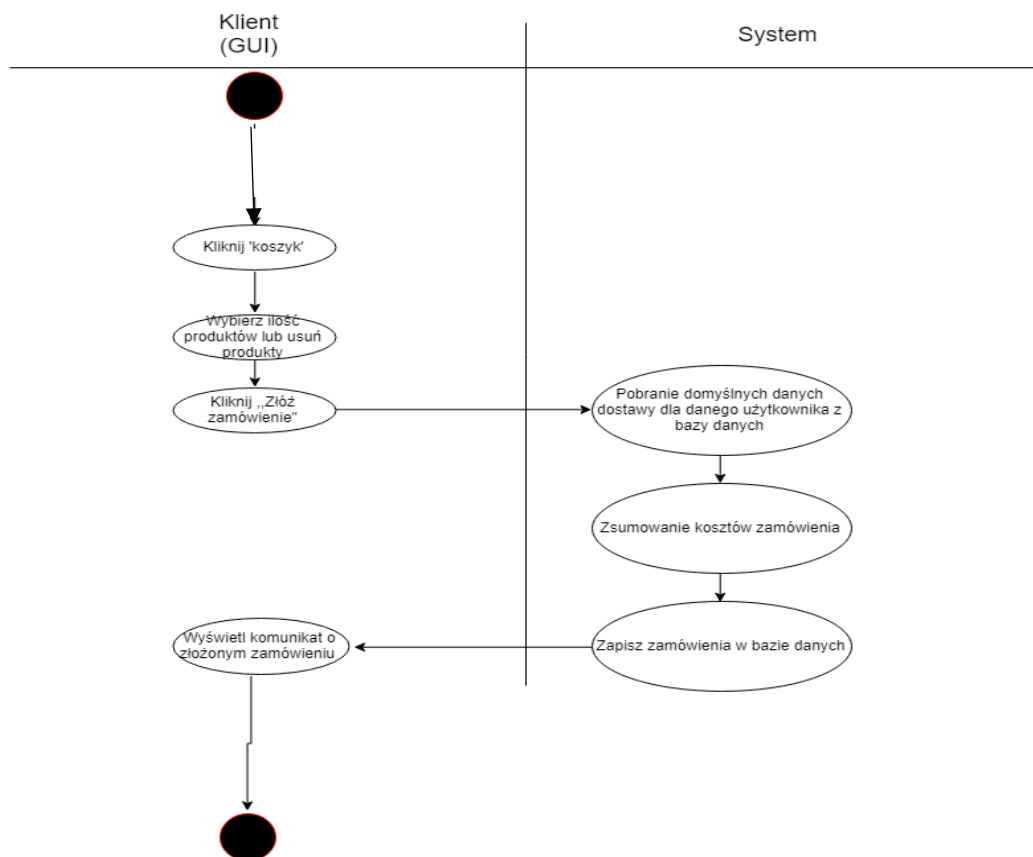 Klient
(GUI)
System
Kliknij 'koszyk'
Wybierz ilość
produktów lub usuń
produkty
Kliknij ,,Złóż
zamówienie"
Pobranie domyślnych danych
dostawy dla danego użytkownika z
bazy danych
Zsumowanie kosztów zamówienia
Zapisz zamówienia w bazie danych
Wyświetl komunikat o
złożonym zamówieniu